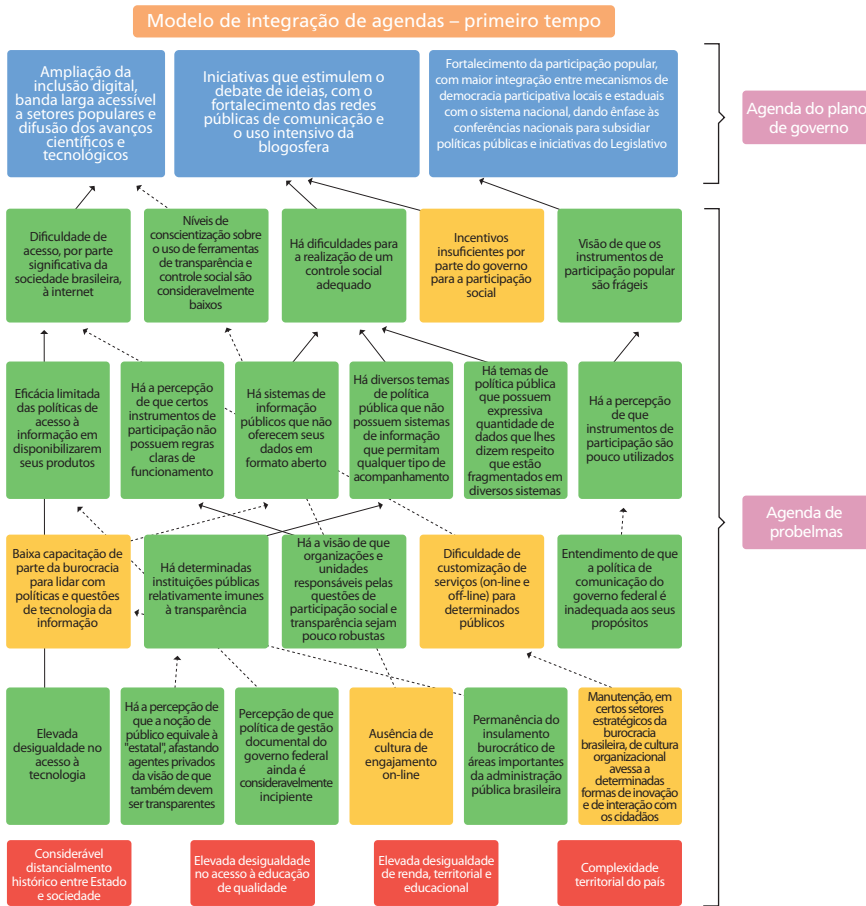 Modelo de integração de agendas – primeiro tempo
Ampliação da
inclusão digital,
banda larga acessível
a setores populares e
difusão dos avanços
científicos e
tecnológicos
Iniciativas que estimulem o
debate de ideias, com o
fortalecimento das redes
públicas de comunicação e
o uso intensivo da
blogosfera
Fortalecimento da participação popular,
com maior integração entre mecanismos de
democracia participativa locais e estaduais
com o sistema nacional, dando ênfase às
conferências nacionais para subsidiar
políticas públicas e iniciativas do Legislativo
Agenda do plano
de governo
Dificuldade de
acesso, por parte
significativa da
sociedade brasileira,
à internet
Níveis de
conscientização sobre
o uso de ferramentas
de transparência e
controle social são
consideravelmente
baixos
Há dificuldades para
a realização de um
controle social
adequado
Incentivos
insuficientes por
parte do governo
para a participação
social
Visão de que os
instrumentos de
participação popular
são frágeis
Eficácia limitada
das políticas de
acesso à
informação em
disponibilizarem
seus produtos
Há a percepção
de que certos
instrumentos de
participação não
possuem regras
claras de
funcionamento
Há sistemas de
informação
públicos que não
oferecem seus
dados em
formato aberto
Há diversos temas
de política
pública que não
possuem sistemas
de informação
que permitam
qualquer tipo de
acompanhamento
Há temas de
política pública
que possuem
expressiva
quantidade de
dados que lhes
dizem respeito
que estão
fragmentados em
diversos sistemas
Há a percepção
de que
instrumentos de
participação são
pouco utilizados
Agenda de
probelmas
Baixa capacitação de
parte da burocracia
para lidar com
políticas e questões
de tecnologia da
informação
Há determinadas
instituições públicas
relativamente imunes
à transparência
Há a visão de que
organizações e
unidades
responsáveis pelas
questões de
participação social e
transparência sejam
pouco robustas
Dificuldade de
customização de
serviços (on-line e
off-line) para
determinados
públicos
Entendimento de que
a política de
comunicação do
governo federal é
inadequada aos seus
propósitos
Elevada
desigualdade no
acesso à
tecnologia
Há a percepção de
que a noção de
público equivale à
"estatal", afastando
agentes privados
da visão de que
também devem
ser transparentes
Percepção de que
política de gestão
documental do
governo federal
ainda é
consideravelmente
incipiente
Ausência de
cultura de
engajamento
on-line
Permanência do
insulamento
burocrático de
áreas importantes
da administração
pública brasileira
Manutenção, em
certos setores
estratégicos da
burocracia
brasileira, de cultura
organizacional
avessa a
determinadas
formas de inovação
e de interação com
os cidadãos
Considerável
distancialmento
histórico entre Estado
e sociedade
Elevada desigualdade
no acesso à educação
de qualidade
Elevada desigualdade
de renda, territorial e
educacional
Complexidade
territorial do país